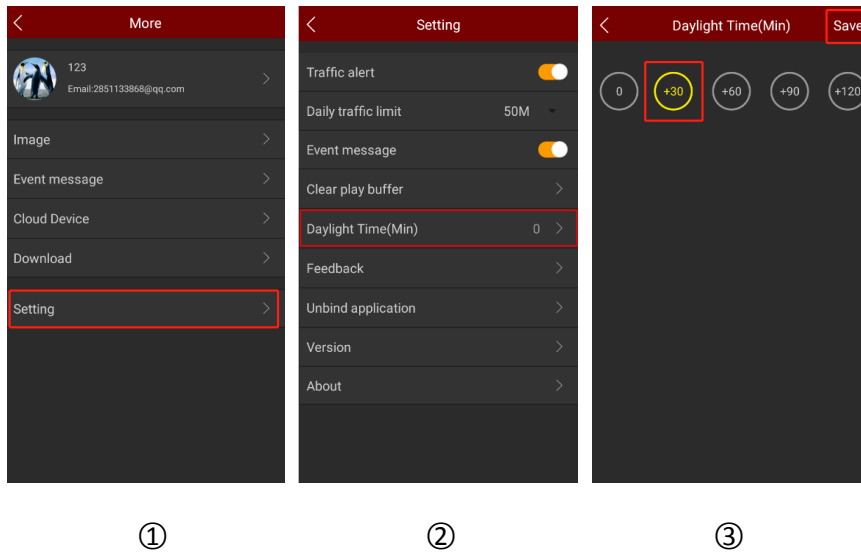 More
123
Email:2851133868@qq.com
Image
Event message
Cloud Device
Download
Setting
①
Setting
Traffic alert
Daily traffic limit 50M
Event message
Clear play buffer
Daylight Time(Min) 0
Feedback
Unbind application
Version
About
②
Daylight Time(Min) Save
0 +30 +60 +90 +120
③